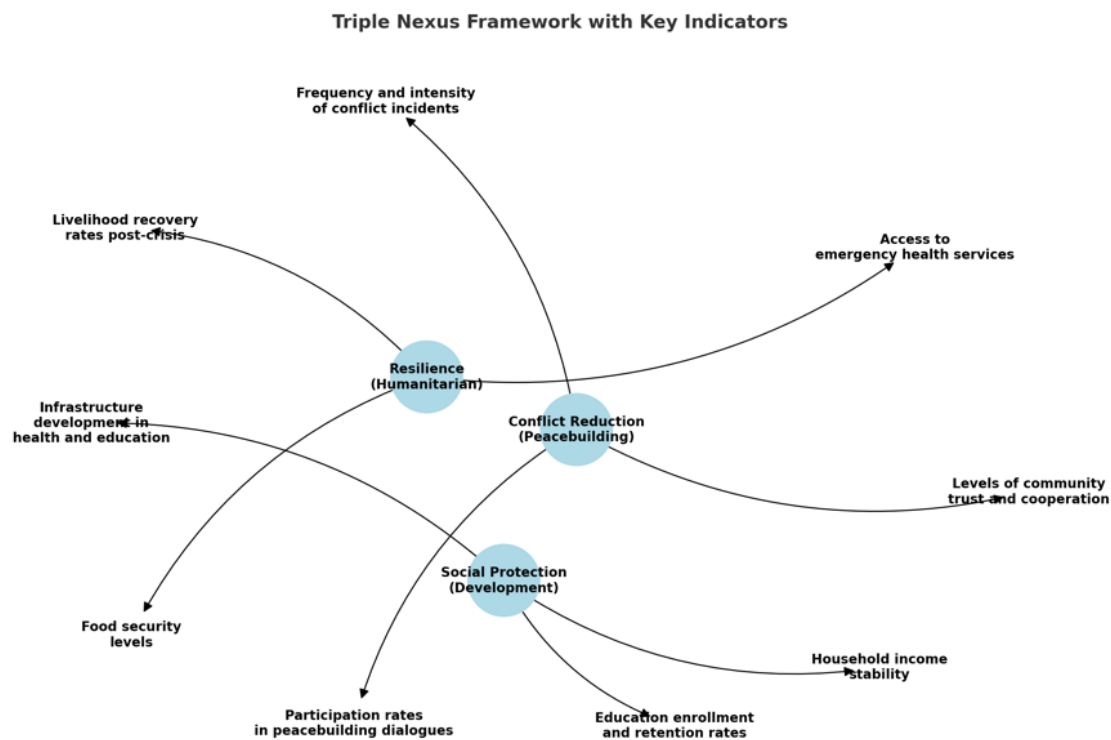 Triple Nexus Framework with Key Indicators
Frequency and intensity
of conflict incidents
Livelihood recovery
rates post-crisis
Access to
emergency health services
Resilience
(Humanitarian)
Infrastructure
development in
health and education
Conflict Reduction
(Peacebuilding)
Levels of community
trust and cooperation
Social Protection
(Development)
Food security
levels
Household income
stability
Participation rates
in peacebuilding dialogues
Education enrollment
and retention rates